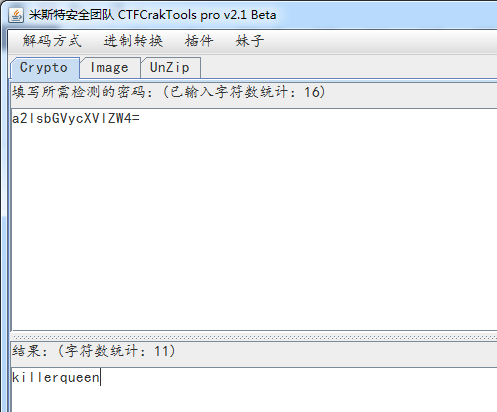 米斯特安全团队 CTFCrakTools pro v2.1 Beta
解码方式 进制转换 插件 妹子
Crypto Image UnZip
填写所需检测的密码：(已输入字符数统计：16)
a2lsbGVycXVlZW4=
结果：(字符数统计：11)
killerqueen